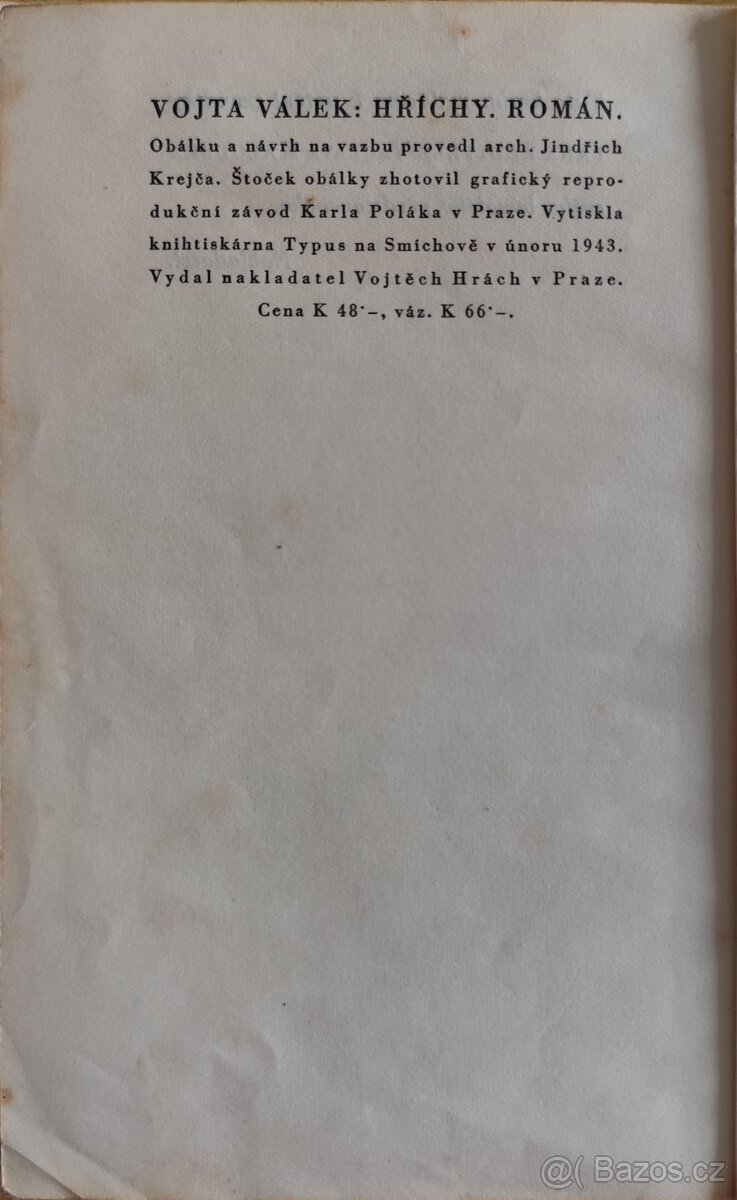 VOJTA VÁLEK: HŘÍCHY. ROMÁN.
Obálku a návrh na vazbu provedl arch. Jindřich
Krejča. Štoček obálky zhotovil grafický repro-
dukční závod Karla Poláka v Praze. Vytiskla
knihtiskárna Typus na Smíchově v únoru 1943.
Vydal nakladatel Vojtěch Hrách v Praze.
Cena K 48·–, váz. K 66·–.
@( Bazos.cz